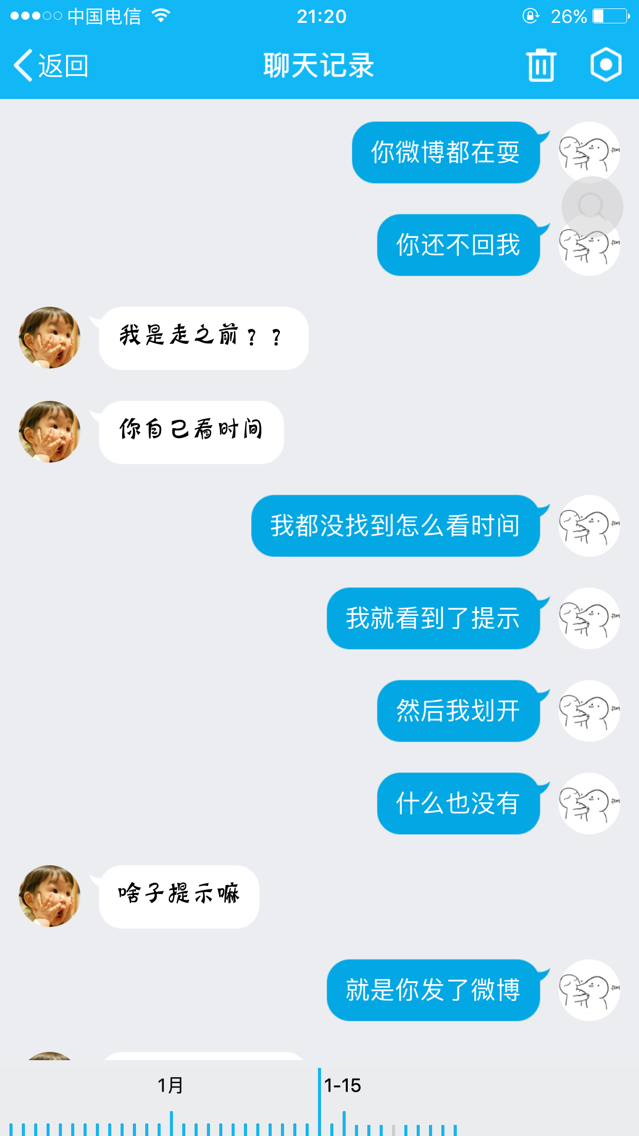 中国电信
21:20
26%
返回
聊天记录
你微博都在耍
你还不回我
我是走之前？？
你自己看时间
我都没找到怎么看时间
我就看到了提示
然后我划开
什么也没有
啥子提示嘛
就是你发了微博
1月
1-15